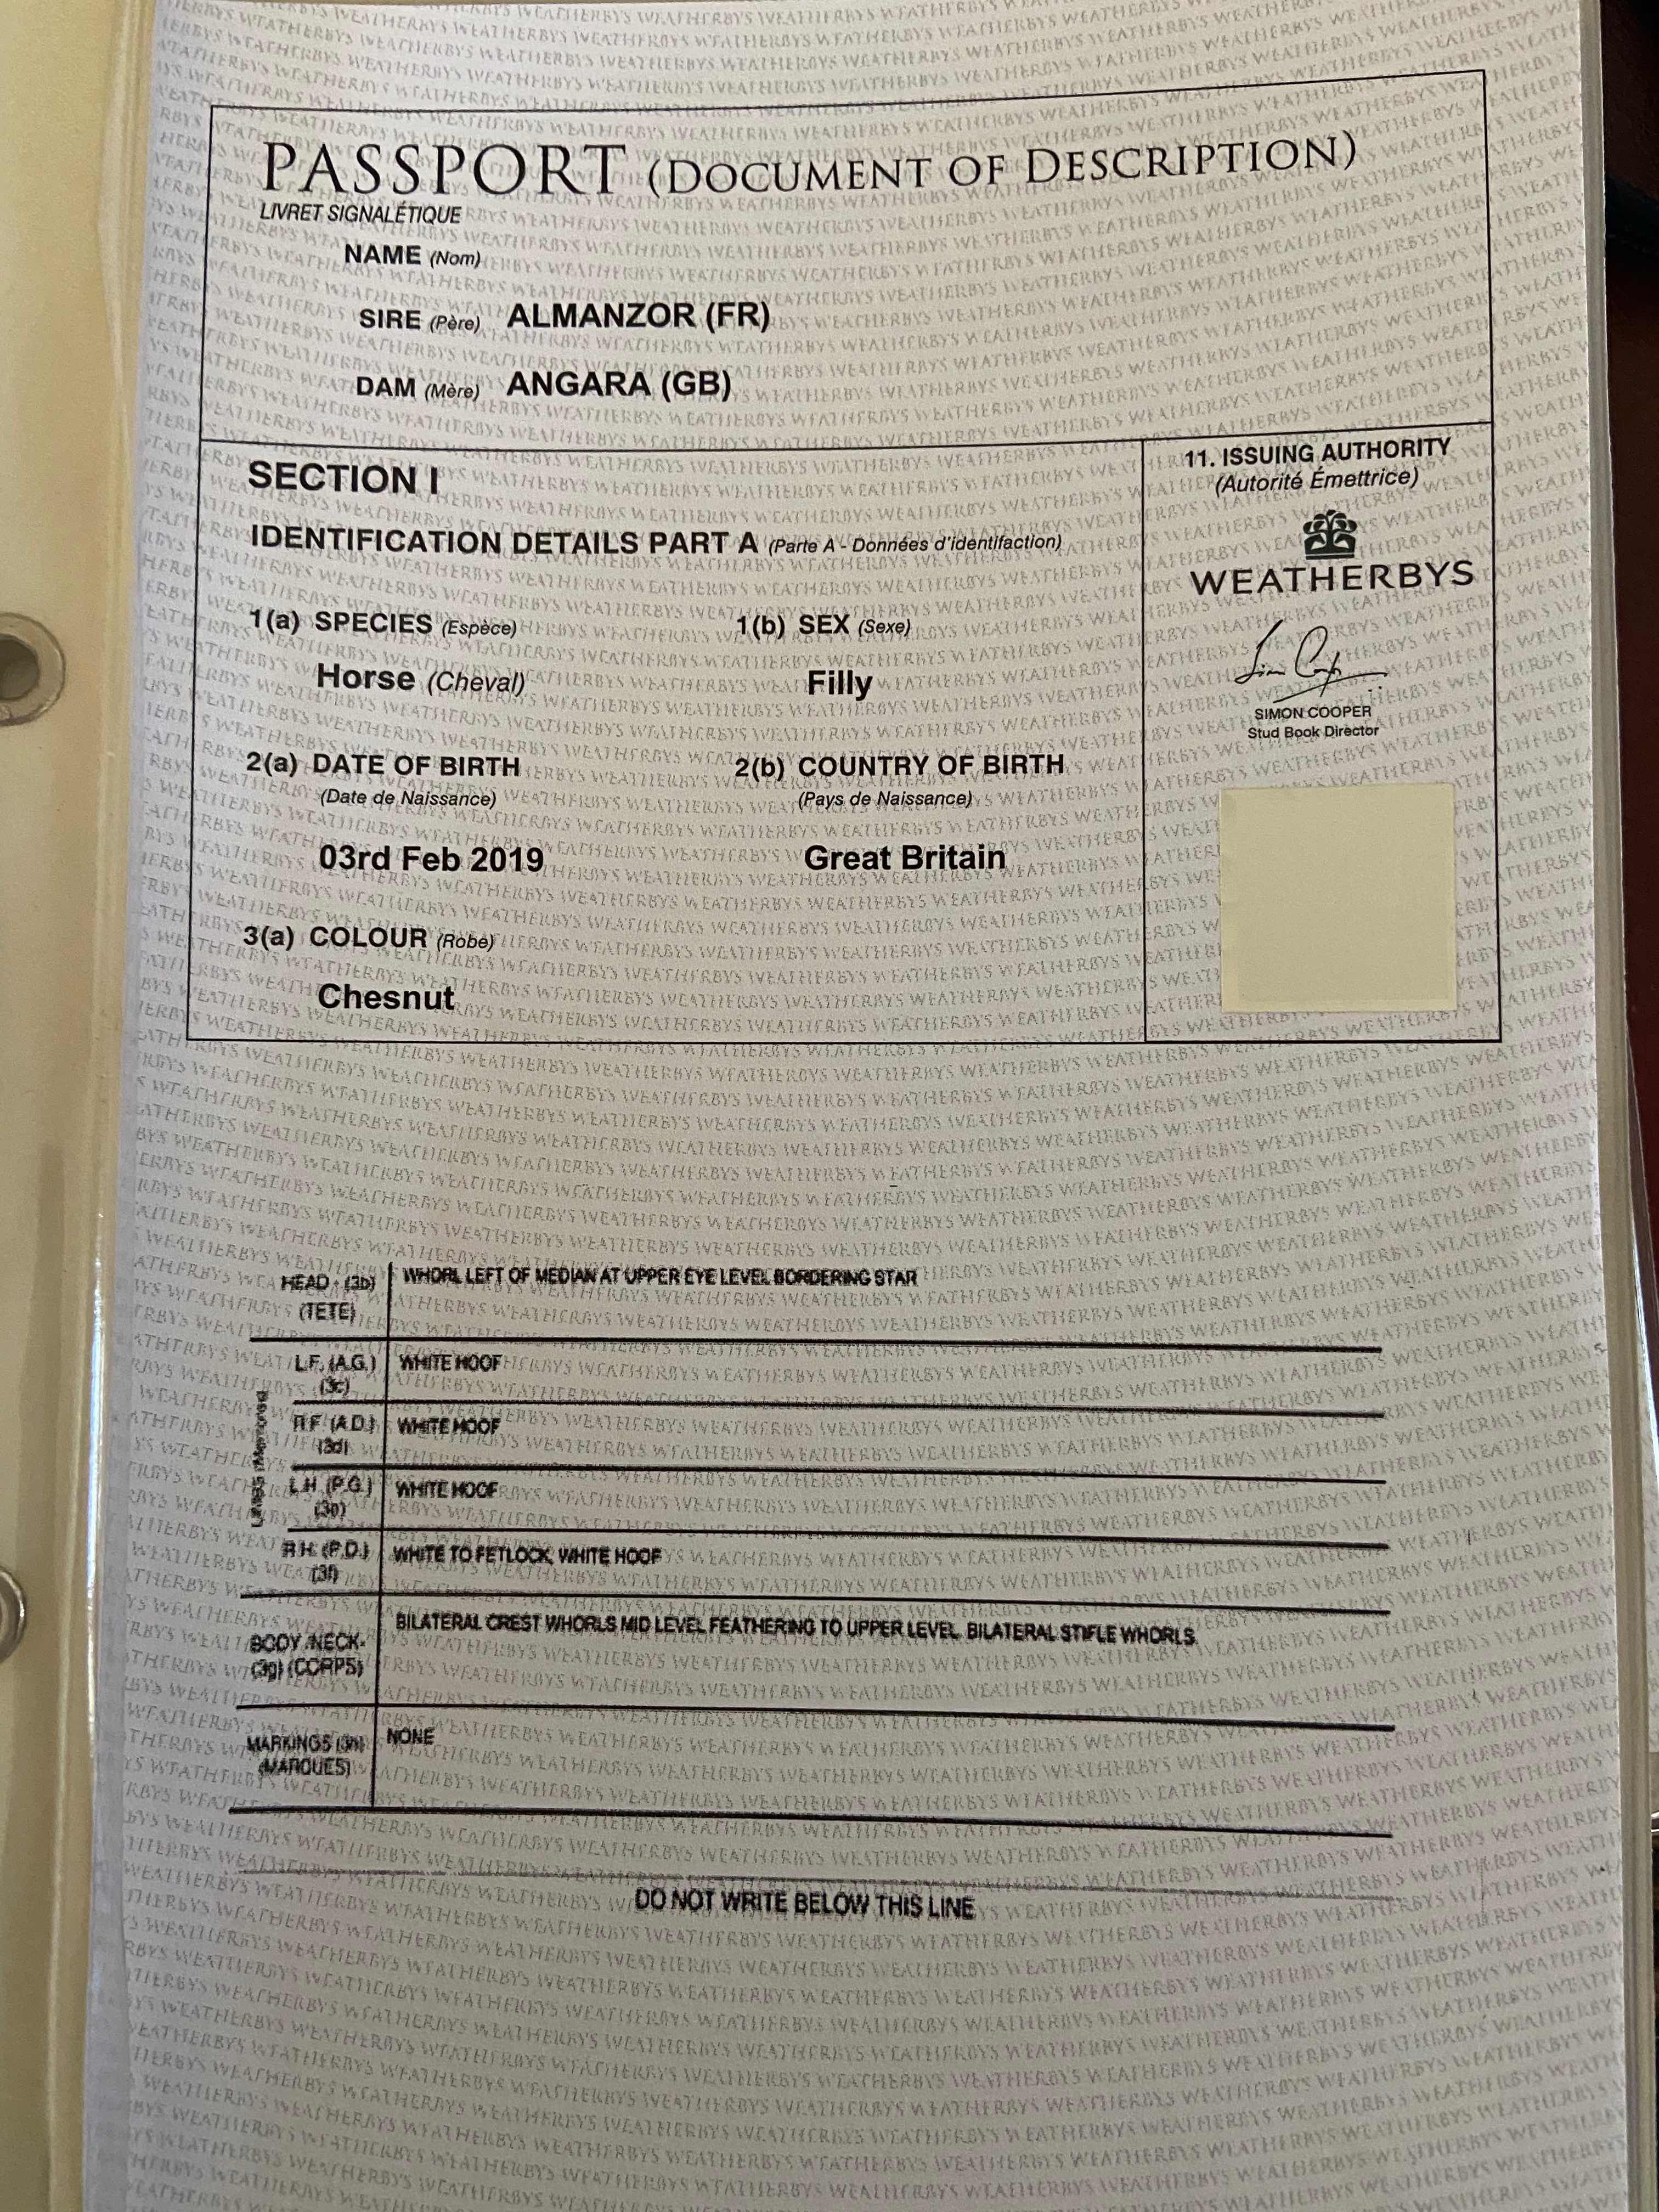 PASSPORT (DOCUMENT OF DESCRIPTION)
LIVRET SIGNALÉTIQUE
NAME (Nom)
SIRE (Père) ALMANZOR (FR)
DAM (Mère) ANGARA (GB)
SECTION I
IDENTIFICATION DETAILS PART A (Parte A - Données d'identifaction)
1(a) SPECIES (Espèce) 1(b) SEX (Sexe)
Horse (Cheval) Filly
2(a) DATE OF BIRTH 2(b) COUNTRY OF BIRTH
(Date de Naissance) (Pays de Naissance)
03rd Feb 2019 Great Britain
3(a) COLOUR (Robe)
Chesnut
11. ISSUING AUTHORITY
(Autorité Émettrice)
WEATHERBYS
SIMON COOPER
Stud Book Director
HEAD - (3b) WHORL LEFT OF MEDIAN AT UPPER EYE LEVEL BORDERING STAR
(TETE)
L.F. (A.G.) WHITE HOOF
(3c)
R.F. (A.D.) WHITE HOOF
(3d)
L.H. (P.G.) WHITE HOOF
(3e)
R.H. (P.D.) WHITE TO FETLOCK, WHITE HOOF
(3f)
BODY /NECK- BILATERAL CREST WHORLS MID LEVEL FEATHERING TO UPPER LEVEL. BILATERAL STIFLE WHORLS.
(3g) (CORPS)
MARKINGS (3h) NONE
(MARQUES)
DO NOT WRITE BELOW THIS LINE